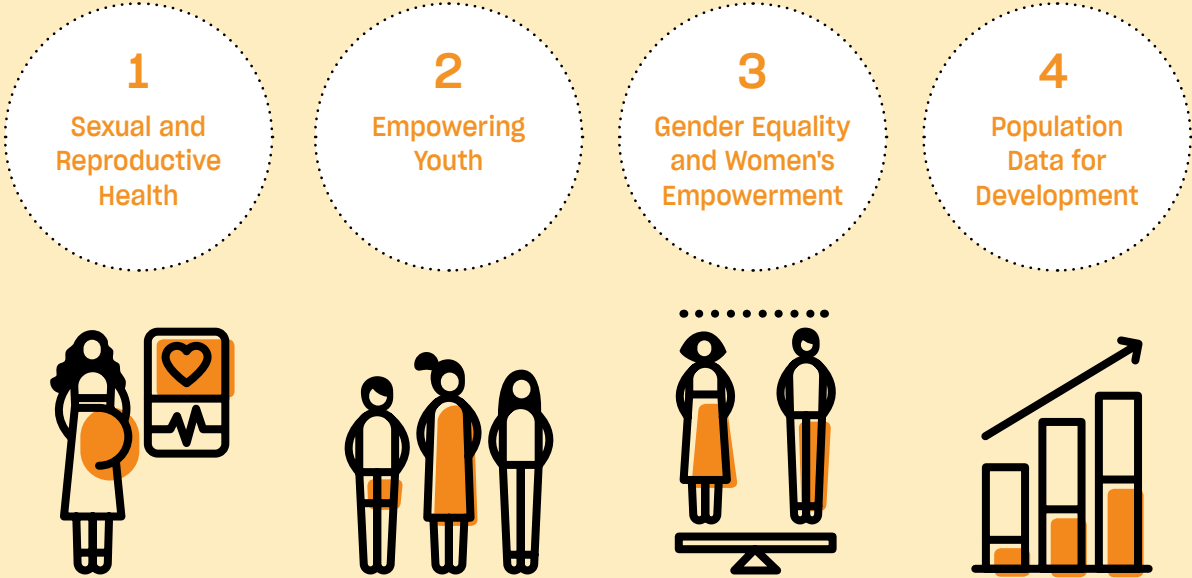 1
Sexual and
Reproductive
Health
2
Empowering
Youth
3
Gender Equality
and Women's
Empowerment
4
Population
Data for
Development